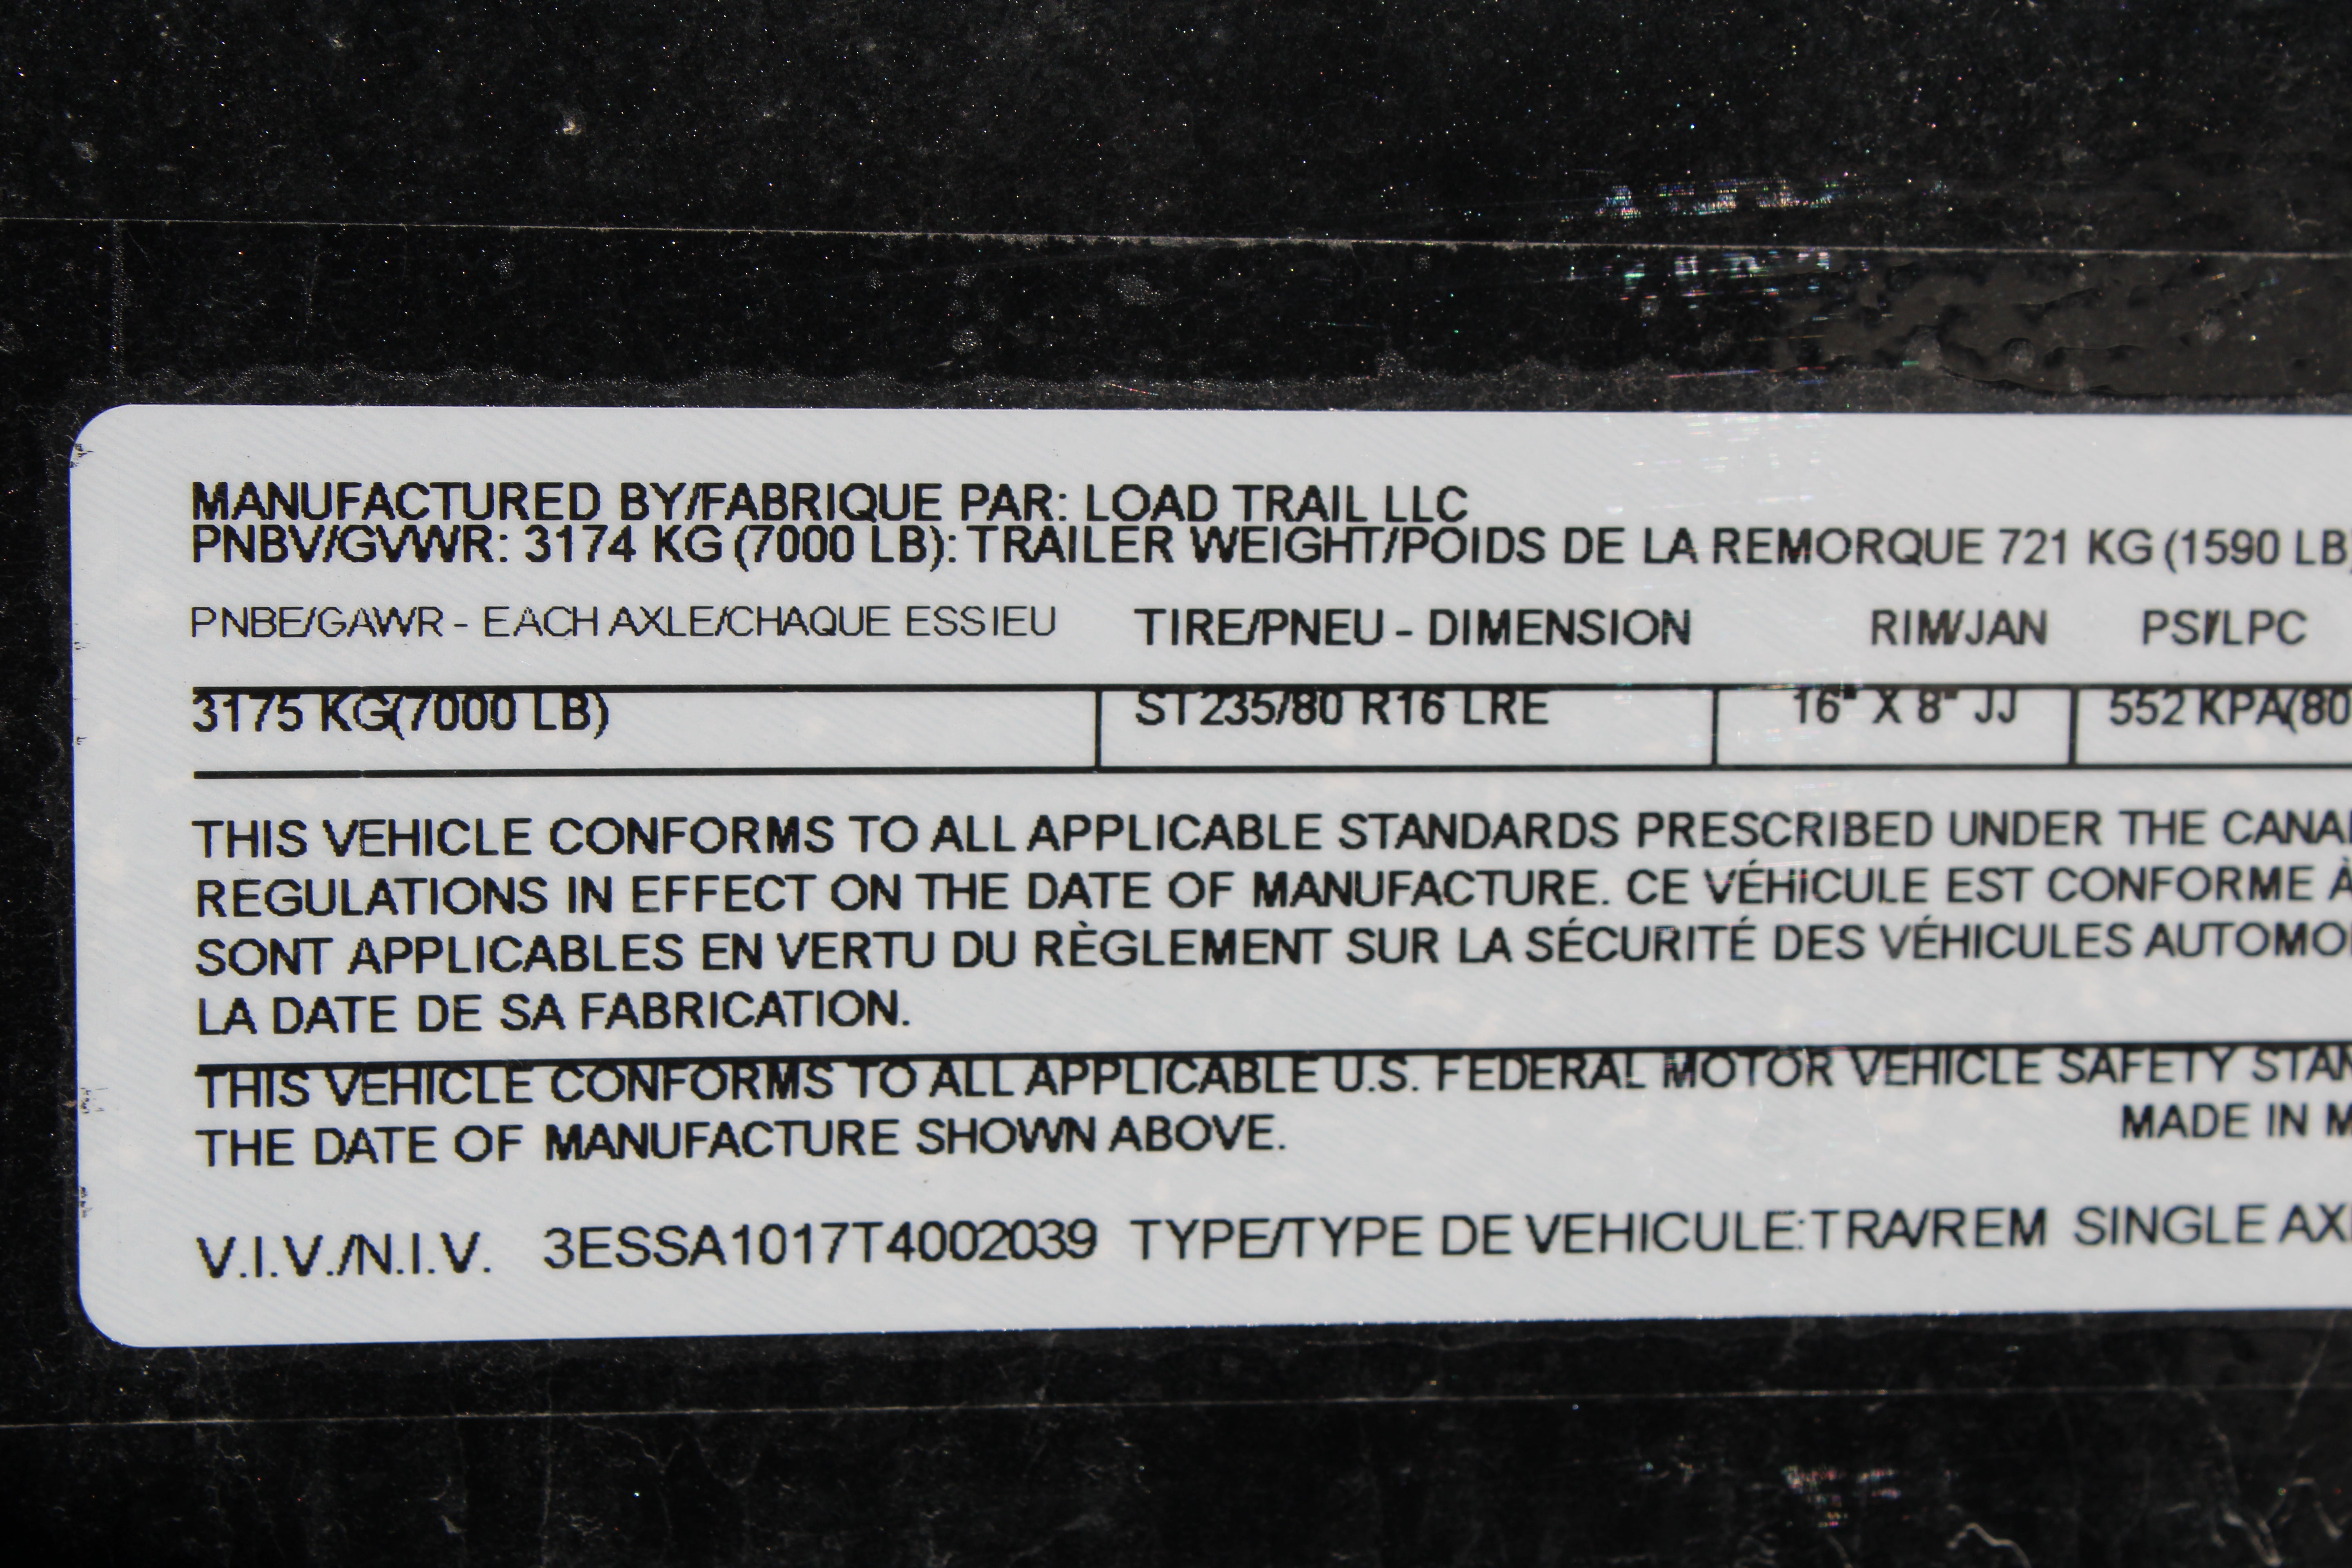 MANUFACTURED BY/FABRIQUE PAR: LOAD TRAIL LLC
PNBV/GVWR: 3174 KG (7000 LB): TRAILER WEIGHT/POIDS DE LA REMORQUE 721 KG (1590 LB)
PNBE/GAWR - EACH AXLE/CHAQUE ESSIEU TIRE/PNEU - DIMENSION RIM/JAN PSI/LPC
3175 KG(7000 LB) ST235/80 R16 LRE 16" X 8" JJ 552 KPA(80
THIS VEHICLE CONFORMS TO ALL APPLICABLE STANDARDS PRESCRIBED UNDER THE CANA
REGULATIONS IN EFFECT ON THE DATE OF MANUFACTURE. CE VÉHICULE EST CONFORME À
SONT APPLICABLES EN VERTU DU RÈGLEMENT SUR LA SÉCURITÉ DES VÉHICULES AUTOMO
LA DATE DE SA FABRICATION.
THIS VEHICLE CONFORMS TO ALL APPLICABLE U.S. FEDERAL MOTOR VEHICLE SAFETY STAN
THE DATE OF MANUFACTURE SHOWN ABOVE. MADE IN M
V.I.V./N.I.V. 3ESSA1017T4002039 TYPE/TYPE DE VEHICULE:TRA/REM SINGLE AX